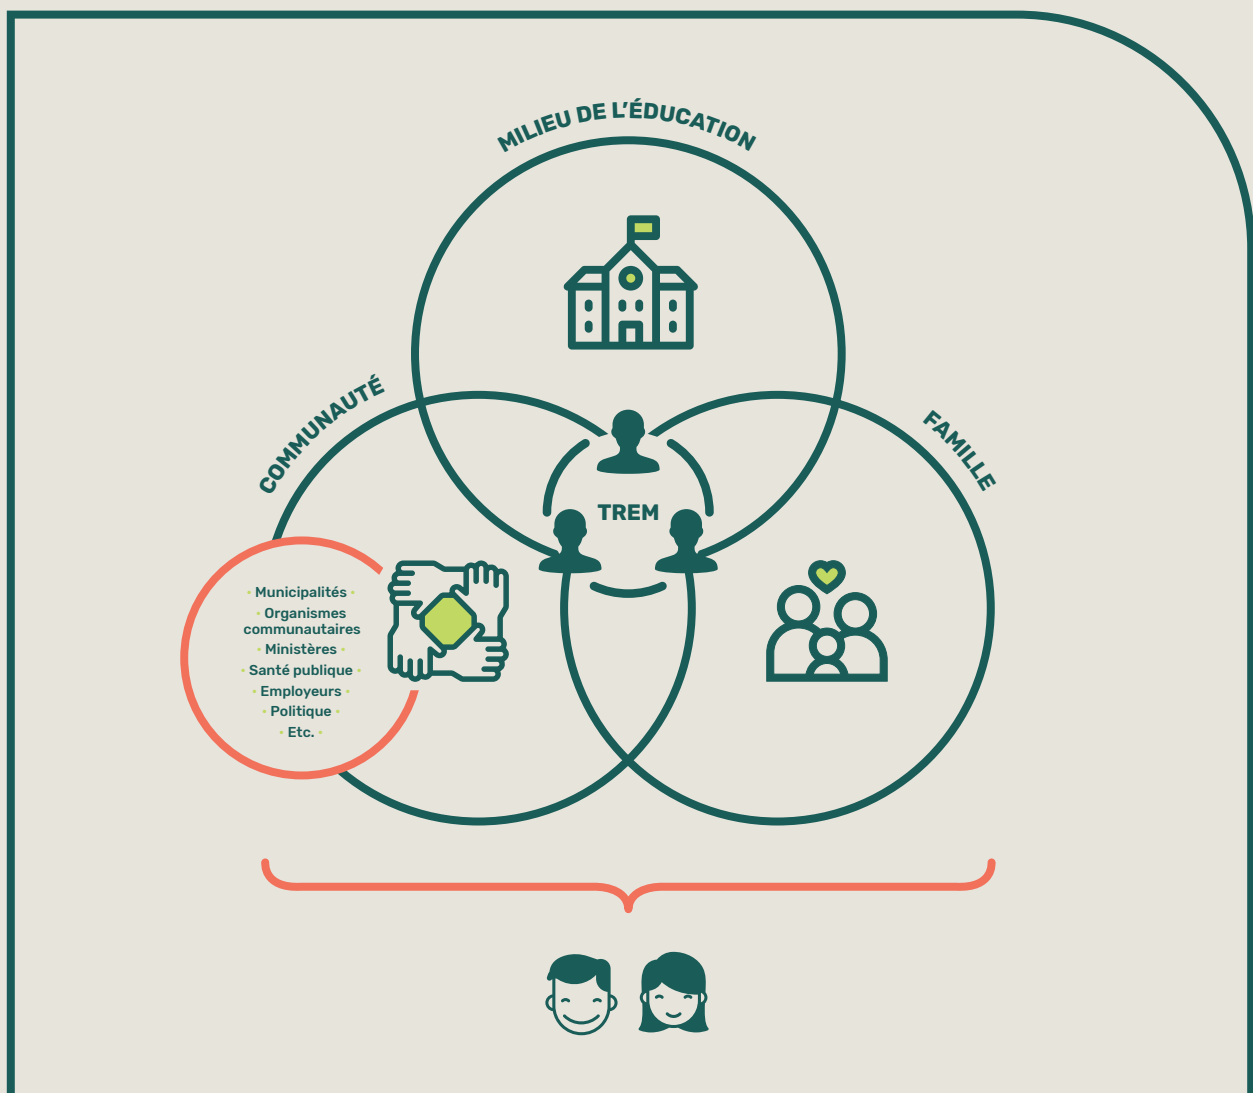 MILIEU DE L'ÉDUCATION
COMMUNAUTÉ
FAMILLE
TREM
• Municipalités •
• Organismes
communautaires
• Ministères •
• Santé publique •
• Employeurs •
• Politique •
• Etc. •